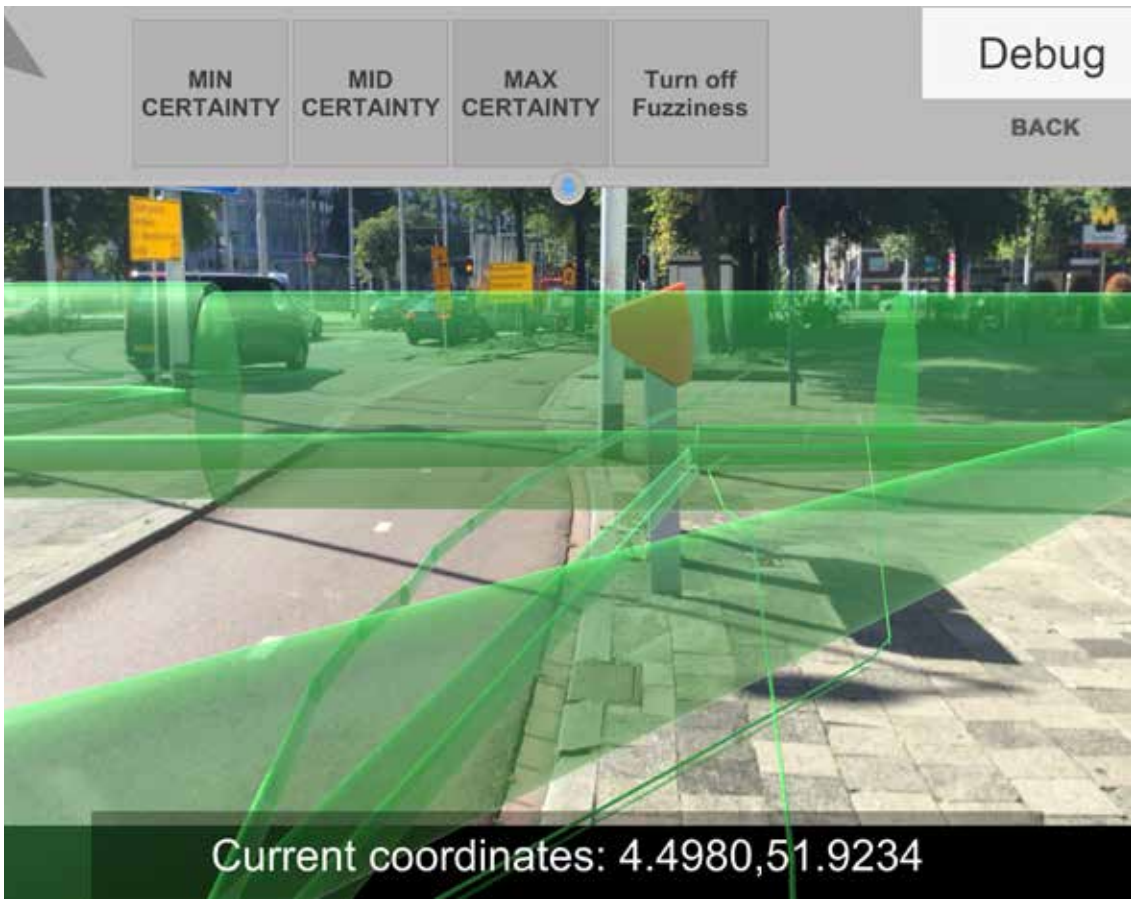 MIN
CERTAINTY
MID
CERTAINTY
MAX
CERTAINTY
Turn off
Fuzziness
Debug
BACK
M
Current coordinates: 4.4980,51.9234